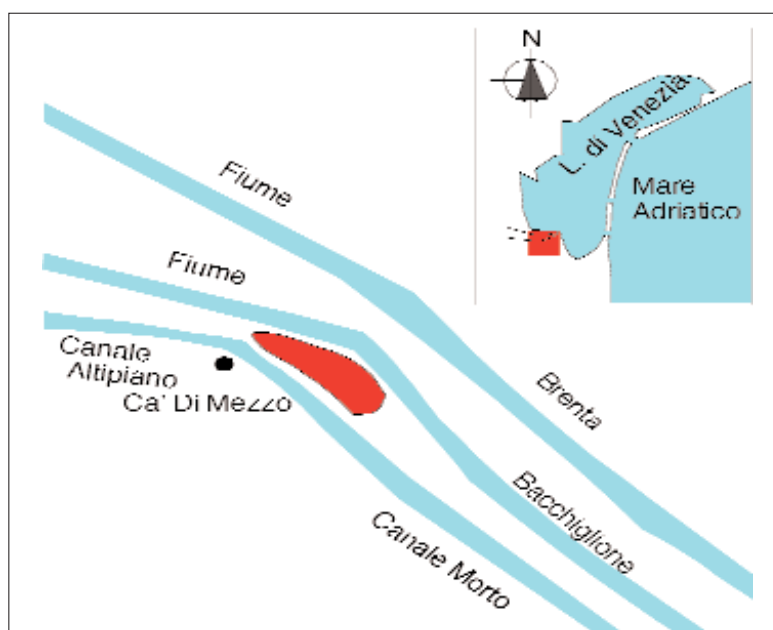 N
L. di Venezia
Mare
Adriatico
Fiume
Fiume
Canale
Altipiano
Ca' Di Mezzo
Brenta
Bacchiglione
Canale Morto